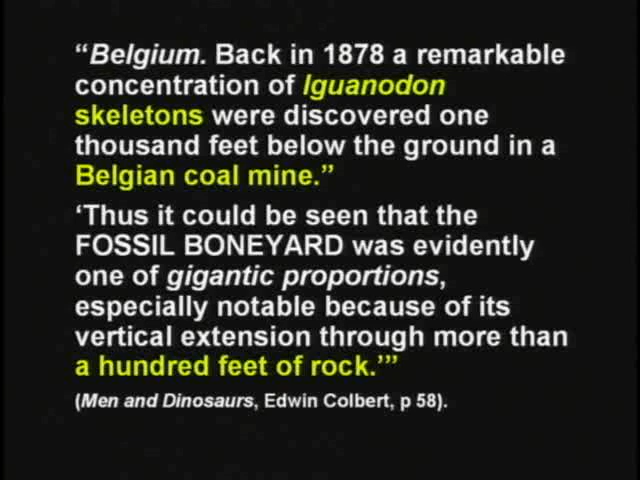 “Belgium. Back in 1878 a remarkable
concentration of Iguanodon
skeletons were discovered one
thousand feet below the ground in a
Belgian coal mine.”
‘Thus it could be seen that the
FOSSIL BONEYARD was evidently
one of gigantic proportions,
especially notable because of its
vertical extension through more than
a hundred feet of rock.’”
(Men and Dinosaurs, Edwin Colbert, p 58).